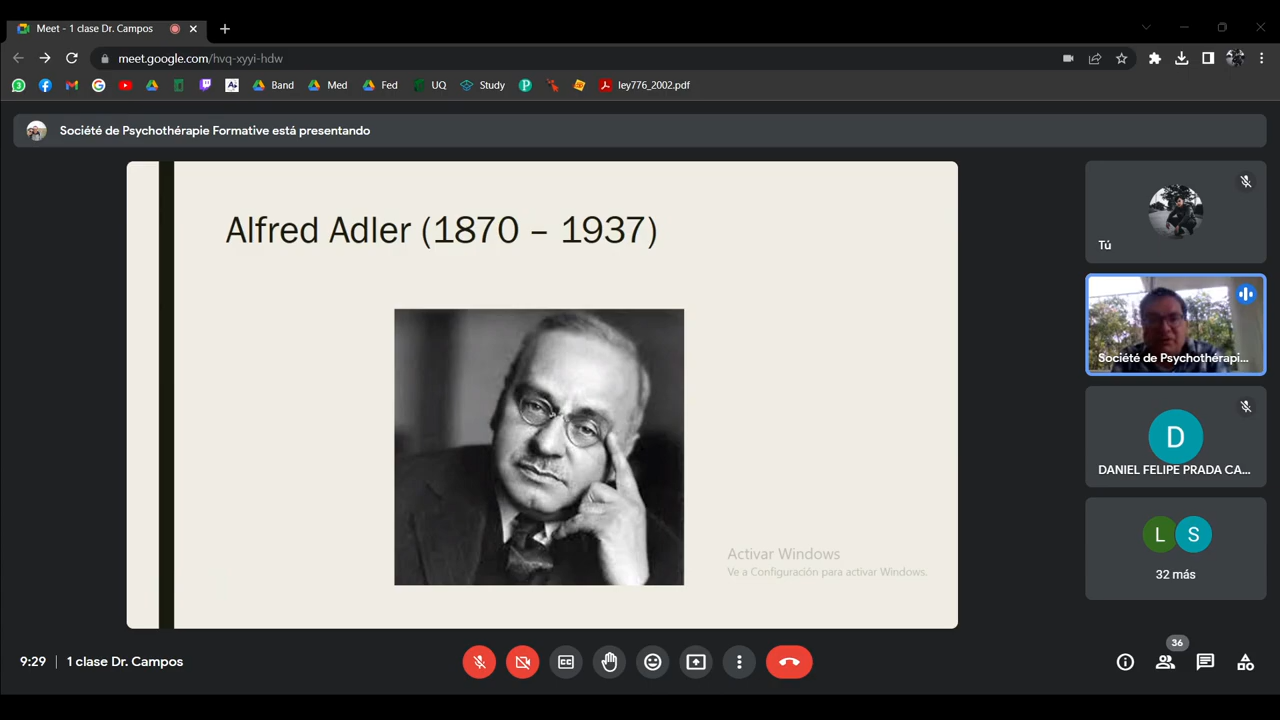 Meet - 1 clase Dr. Campos
meet.google.com/hvq-xyyi-hdw
3
Band
Med
Fed
UQ
Study
ley776_2002.pdf
Société de Psychothérapie Formative está presentando
Alfred Adler (1870 – 1937)
Activar Windows
Ve a Configuración para activar Windows.
Tú
Société de Psychothérapi...
D
DANIEL FELIPE PRADA CA...
L S
32 más
9:29 | 1 clase Dr. Campos
36